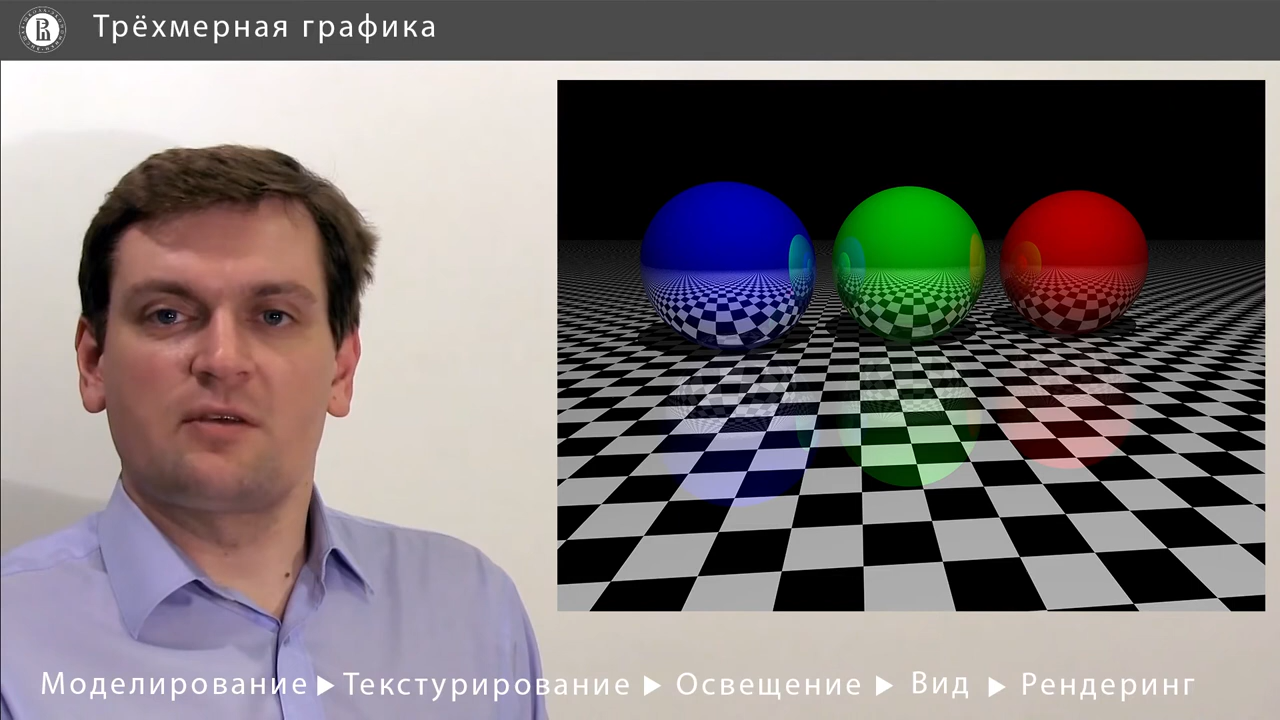 Трёхмерная графика
Моделирование ▶ Текстурирование ▶ Освещение ▶ Вид ▶ Рендеринг